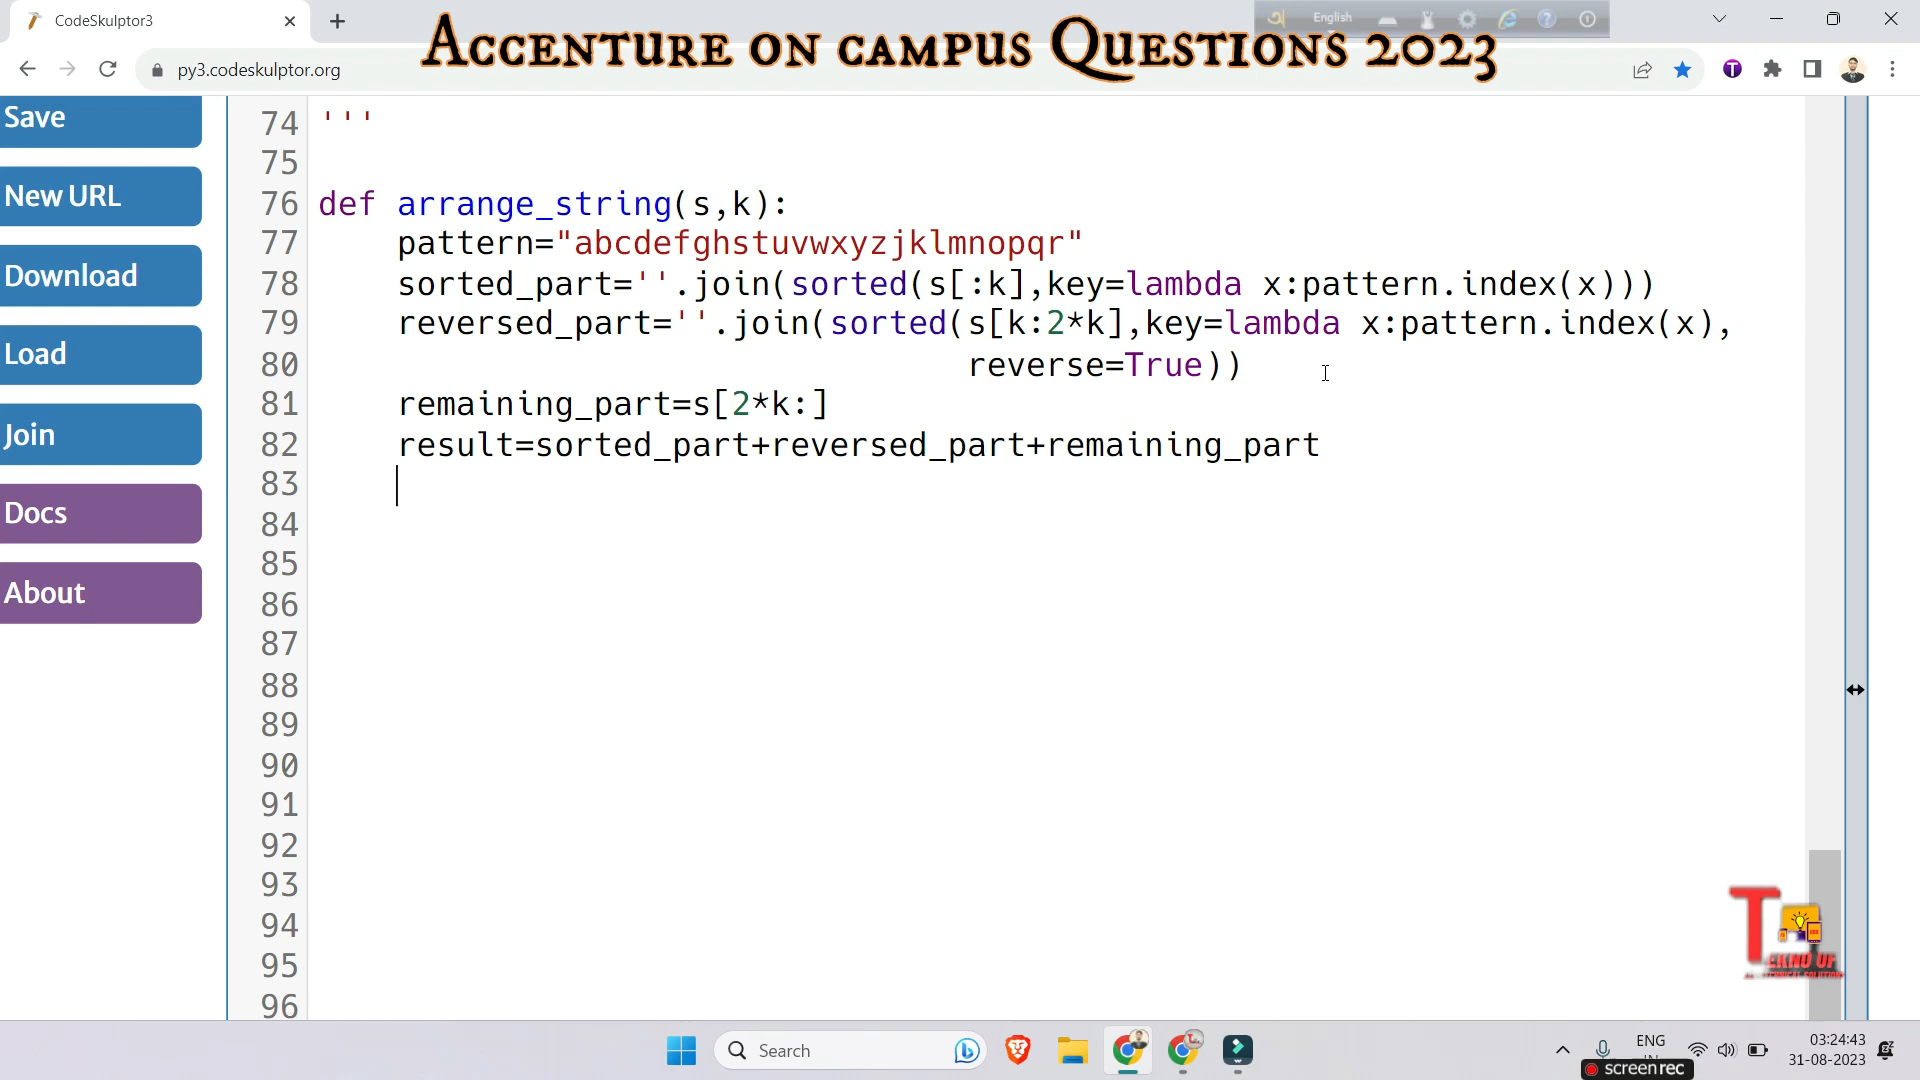 CodeSkulptor3
English
Accenture on campus Questions 2023
py3.codeskulptor.org
Save
New URL
Download
Load
Join
Docs
About
74 '''
75
76 def arrange_string(s,k):
77 pattern="abcdefghstuvwxyzjklmnopqr"
78 sorted_part=''.join(sorted(s[:k],key=lambda x:pattern.index(x)))
79 reversed_part=''.join(sorted(s[k:2*k],key=lambda x:pattern.index(x),
80 reverse=True))
81 remaining_part=s[2*k:]
82 result=sorted_part+reversed_part+remaining_part
83
84
85
86
87
88
89
90
91
92
93
94
95
96
Search
ENG
03:24:43
31-08-2023
screenrec